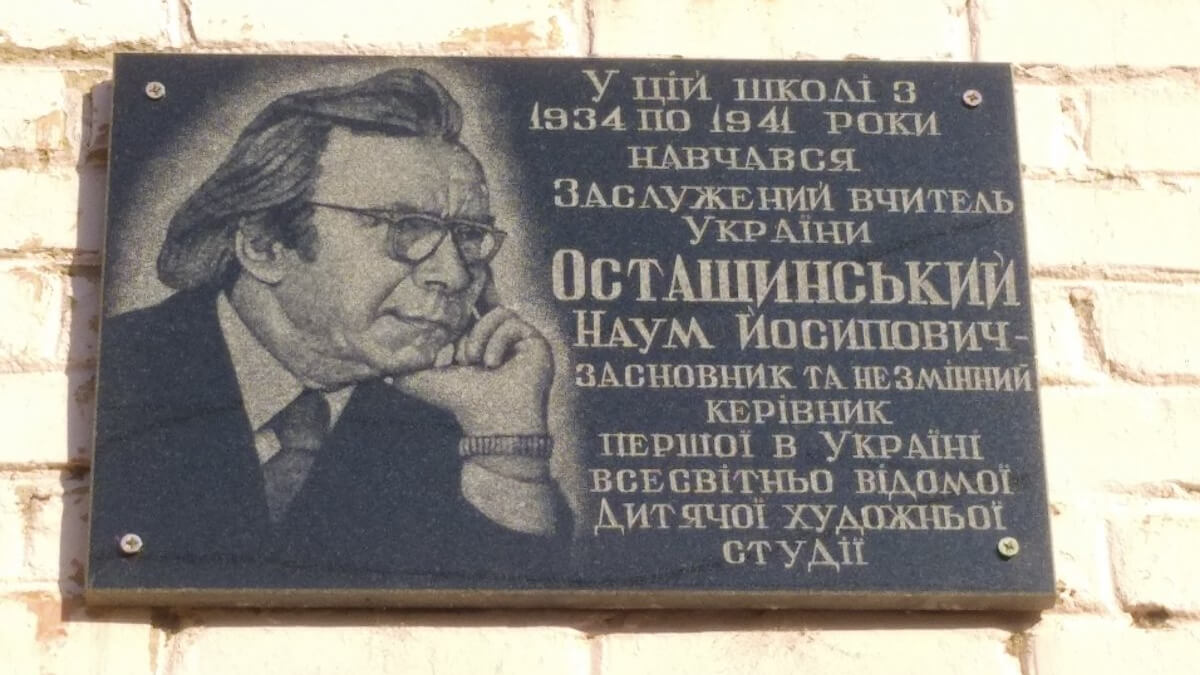 У ЦІЙ ШКОЛІ З
1934 ПО 1941 РОКИ
НАВЧАВСЯ
ЗАСЛУЖЕНИЙ ВЧИТЕЛЬ
УКРАЇНИ
ОСТАЩИНСЬКИЙ
НАУМ ЙОСИПОВИЧ-
ЗАСНОВНИК ТА НЕЗМІННИЙ
КЕРІВНИК
ПЕРШОЇ В УКРАЇНІ
ВСЕСВІТНЬО ВІДОМОЇ
ДИТЯЧОЇ ХУДОЖНЬОЇ
СТУДІЇ